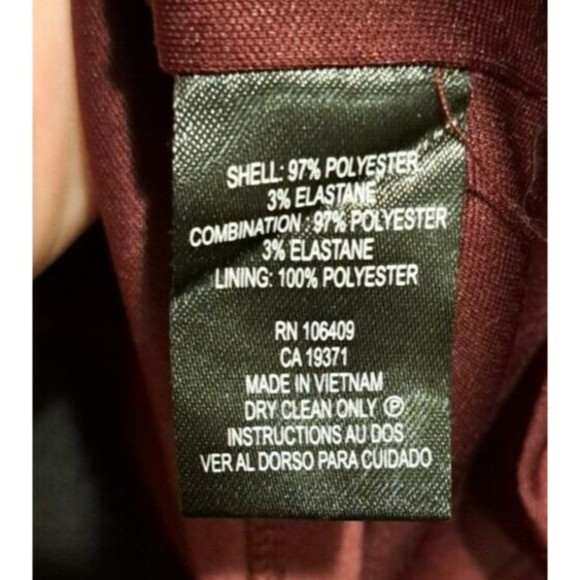 SHELL: 97% POLYESTER
3% ELASTANE
COMBINATION : 97% POLYESTER
3% ELASTANE
LINING: 100% POLYESTER
RN 106409
CA 19371
MADE IN VIETNAM
DRY CLEAN ONLY Ⓟ
INSTRUCTIONS AU DOS
VER AL DORSO PARA CUIDADO